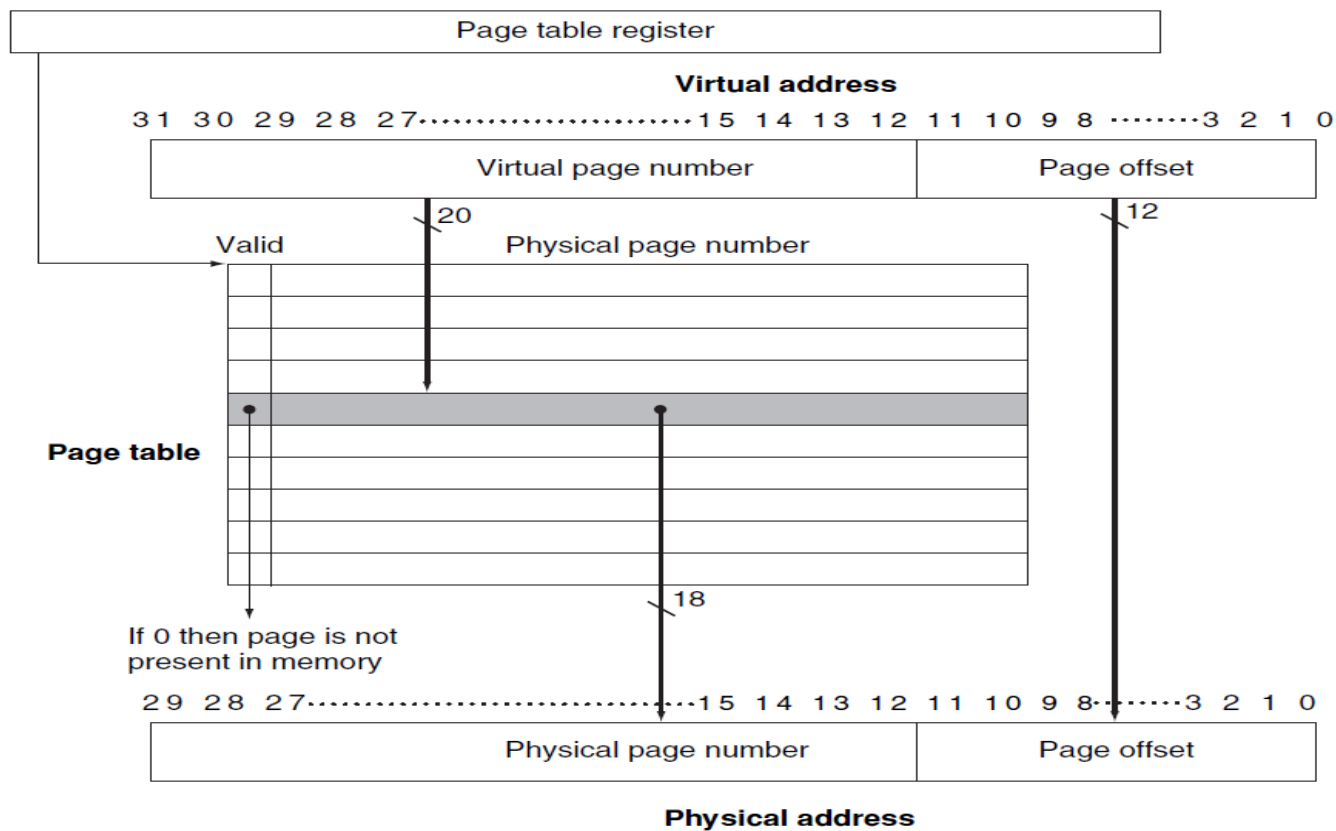 Page table register
Virtual address
31 30 29 28 27........................15 14 13 12 11 10 9 8 ........3 2 1 0
Virtual page number Page offset
20 12
Valid Physical page number
Page table
18
If 0 then page is not
present in memory
29 28 27..................................15 14 13 12 11 10 9 8........3 2 1 0
Physical page number Page offset
Physical address